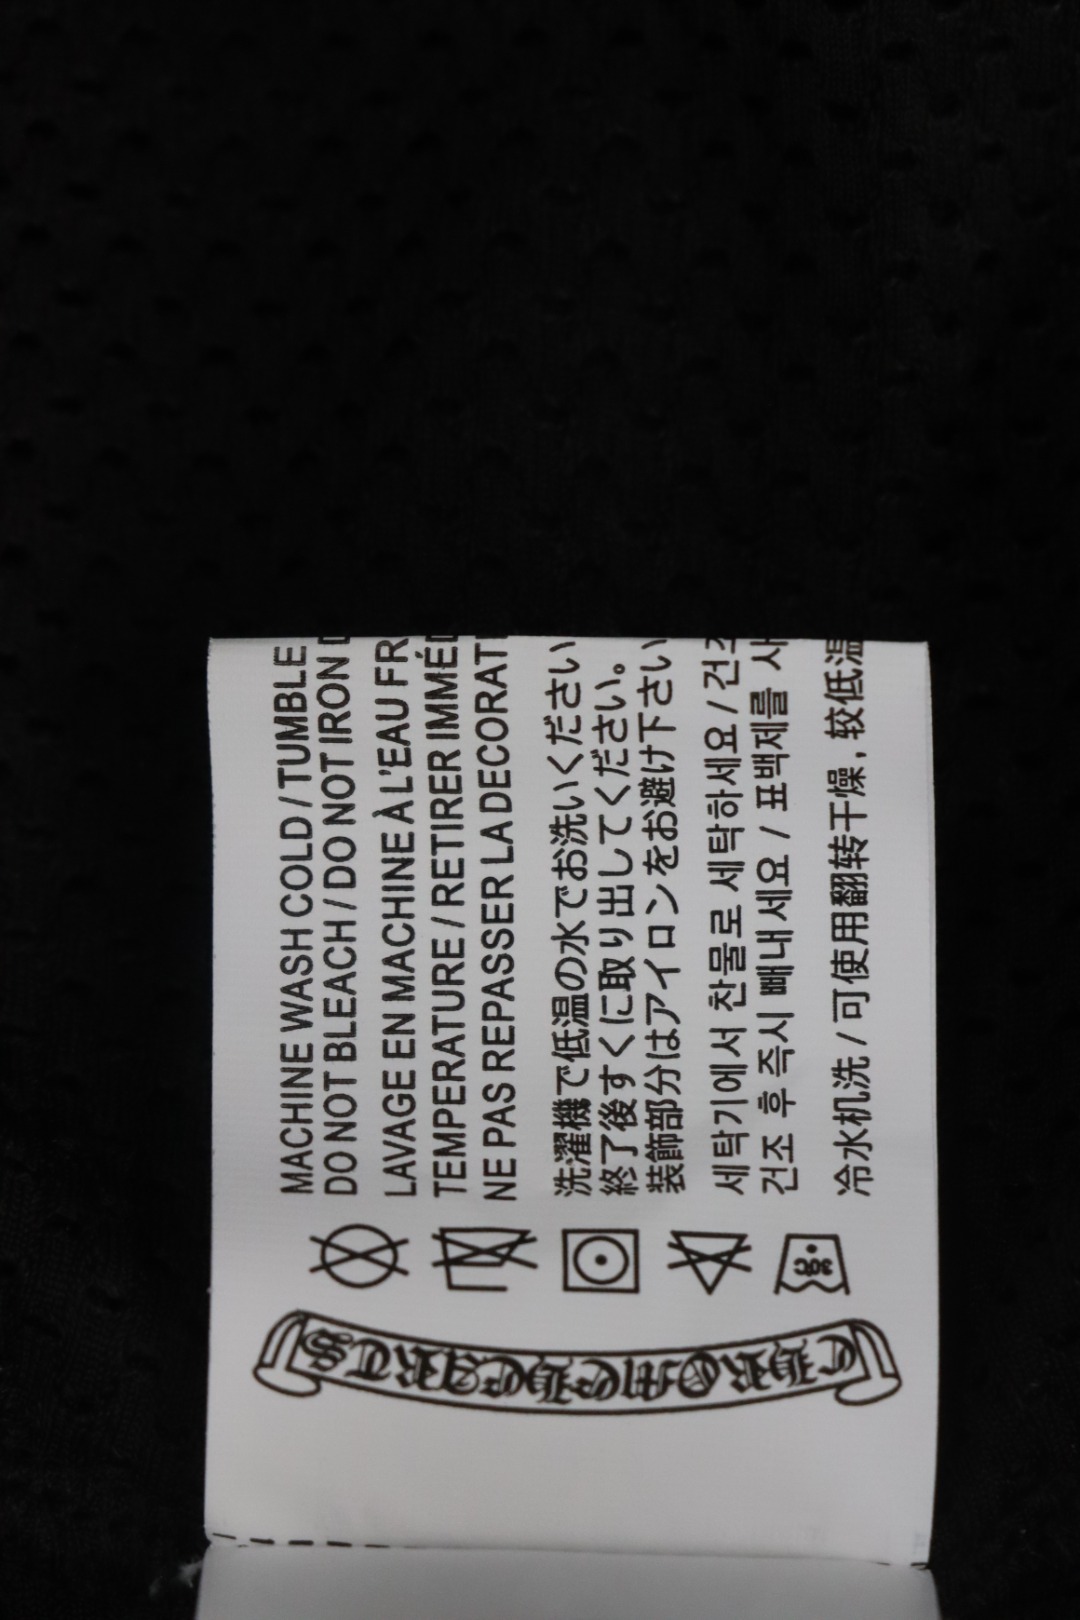 CHROME HEARTS
MACHINE WASH COLD / TUMBLE
DO NOT BLEACH / DO NOT IRON
LAVAGE EN MACHINE À L'EAU FR
TEMPERATURE / RETIRER IMMÉ
NE PAS REPASSER LA DECORAT
洗濯機で低温の水でお洗いください
終了後すぐに取り出してください。
装飾部分はアイロンをお避け下さい
세탁기에서 찬물로 세탁하세요 / 건조
건조 후 즉시 빼내세요 / 표백제를 사
冷水机洗 / 可使用翻转干燥，较低温